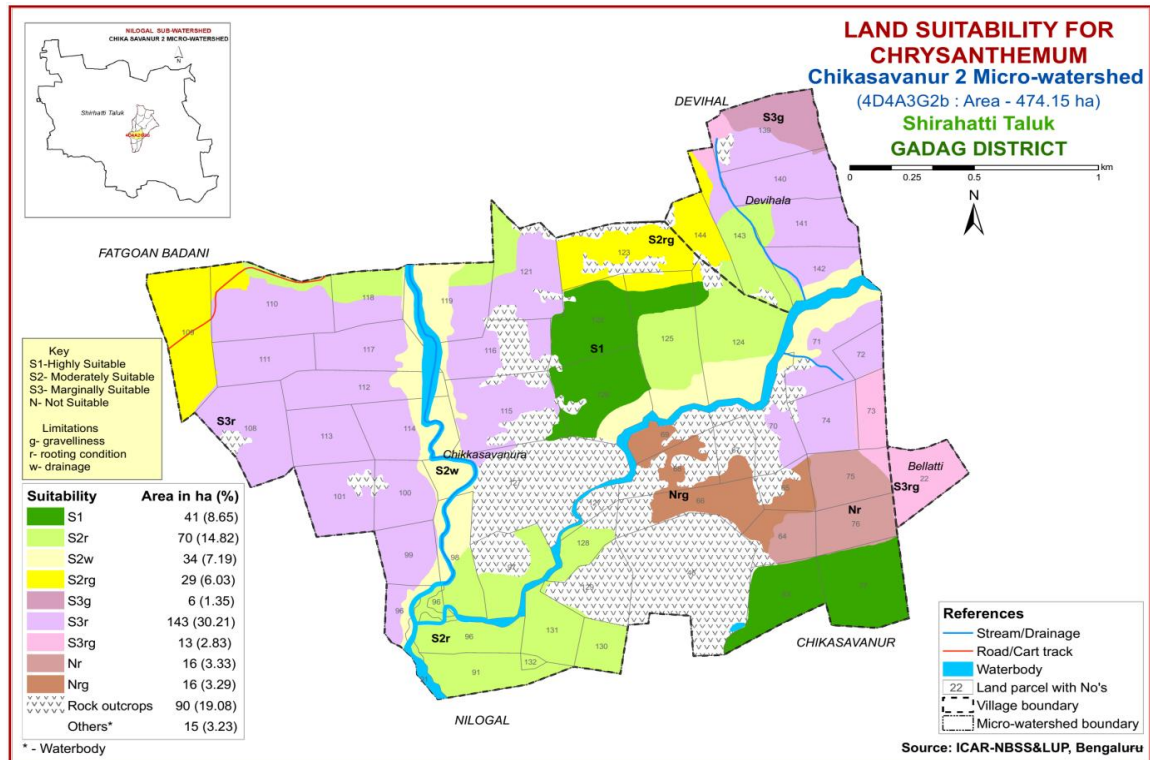 NILOGAL SUB-WATERSHED
CHIKA SAVANUR 2 MICRO-WATERSHED
N
Shirhatti Taluk
LAND SUITABILITY FOR
CHRYSANTHEMUM
Chikasavanur 2 Micro-watershed
(4D4A3G2b : Area - 474.15 ha)
Shirahatti Taluk
GADAG DISTRICT
km
0 0.25 0.5 1
N
DEVIHAL
S3g
139
140
Devihala
141
144
143
142
S2rg
123
FATGOAN BADANI
121
119
118
110
109
111
117
116
S1
125
124
71
72
112
115
114
S3r
108
113
Chikkasavanura
S2w
70
74
73
101
100
Nrg
66
75
Nr
76
Bellatti
22
S3rg
64
99
98
128
96
96
96
S2r
131
130
132
91
CHIKASAVANUR
NILOGAL
Key
S1-Highly Suitable
S2- Moderately Suitable
S3- Marginally Suitable
N- Not Suitable
Limitations
g- gravelliness
r- rooting condition
w- drainage
Suitability Area in ha (%)
S1 41 (8.65)
S2r 70 (14.82)
S2w 34 (7.19)
S2rg 29 (6.03)
S3g 6 (1.35)
S3r 143 (30.21)
S3rg 13 (2.83)
Nr 16 (3.33)
Nrg 16 (3.29)
Rock outcrops 90 (19.08)
Others* 15 (3.23)
* - Waterbody
References
Stream/Drainage
Road/Cart track
Waterbody
22 Land parcel with No's
Village boundary
Micro-watershed boundary
Source: ICAR-NBSS&LUP, Bengaluru